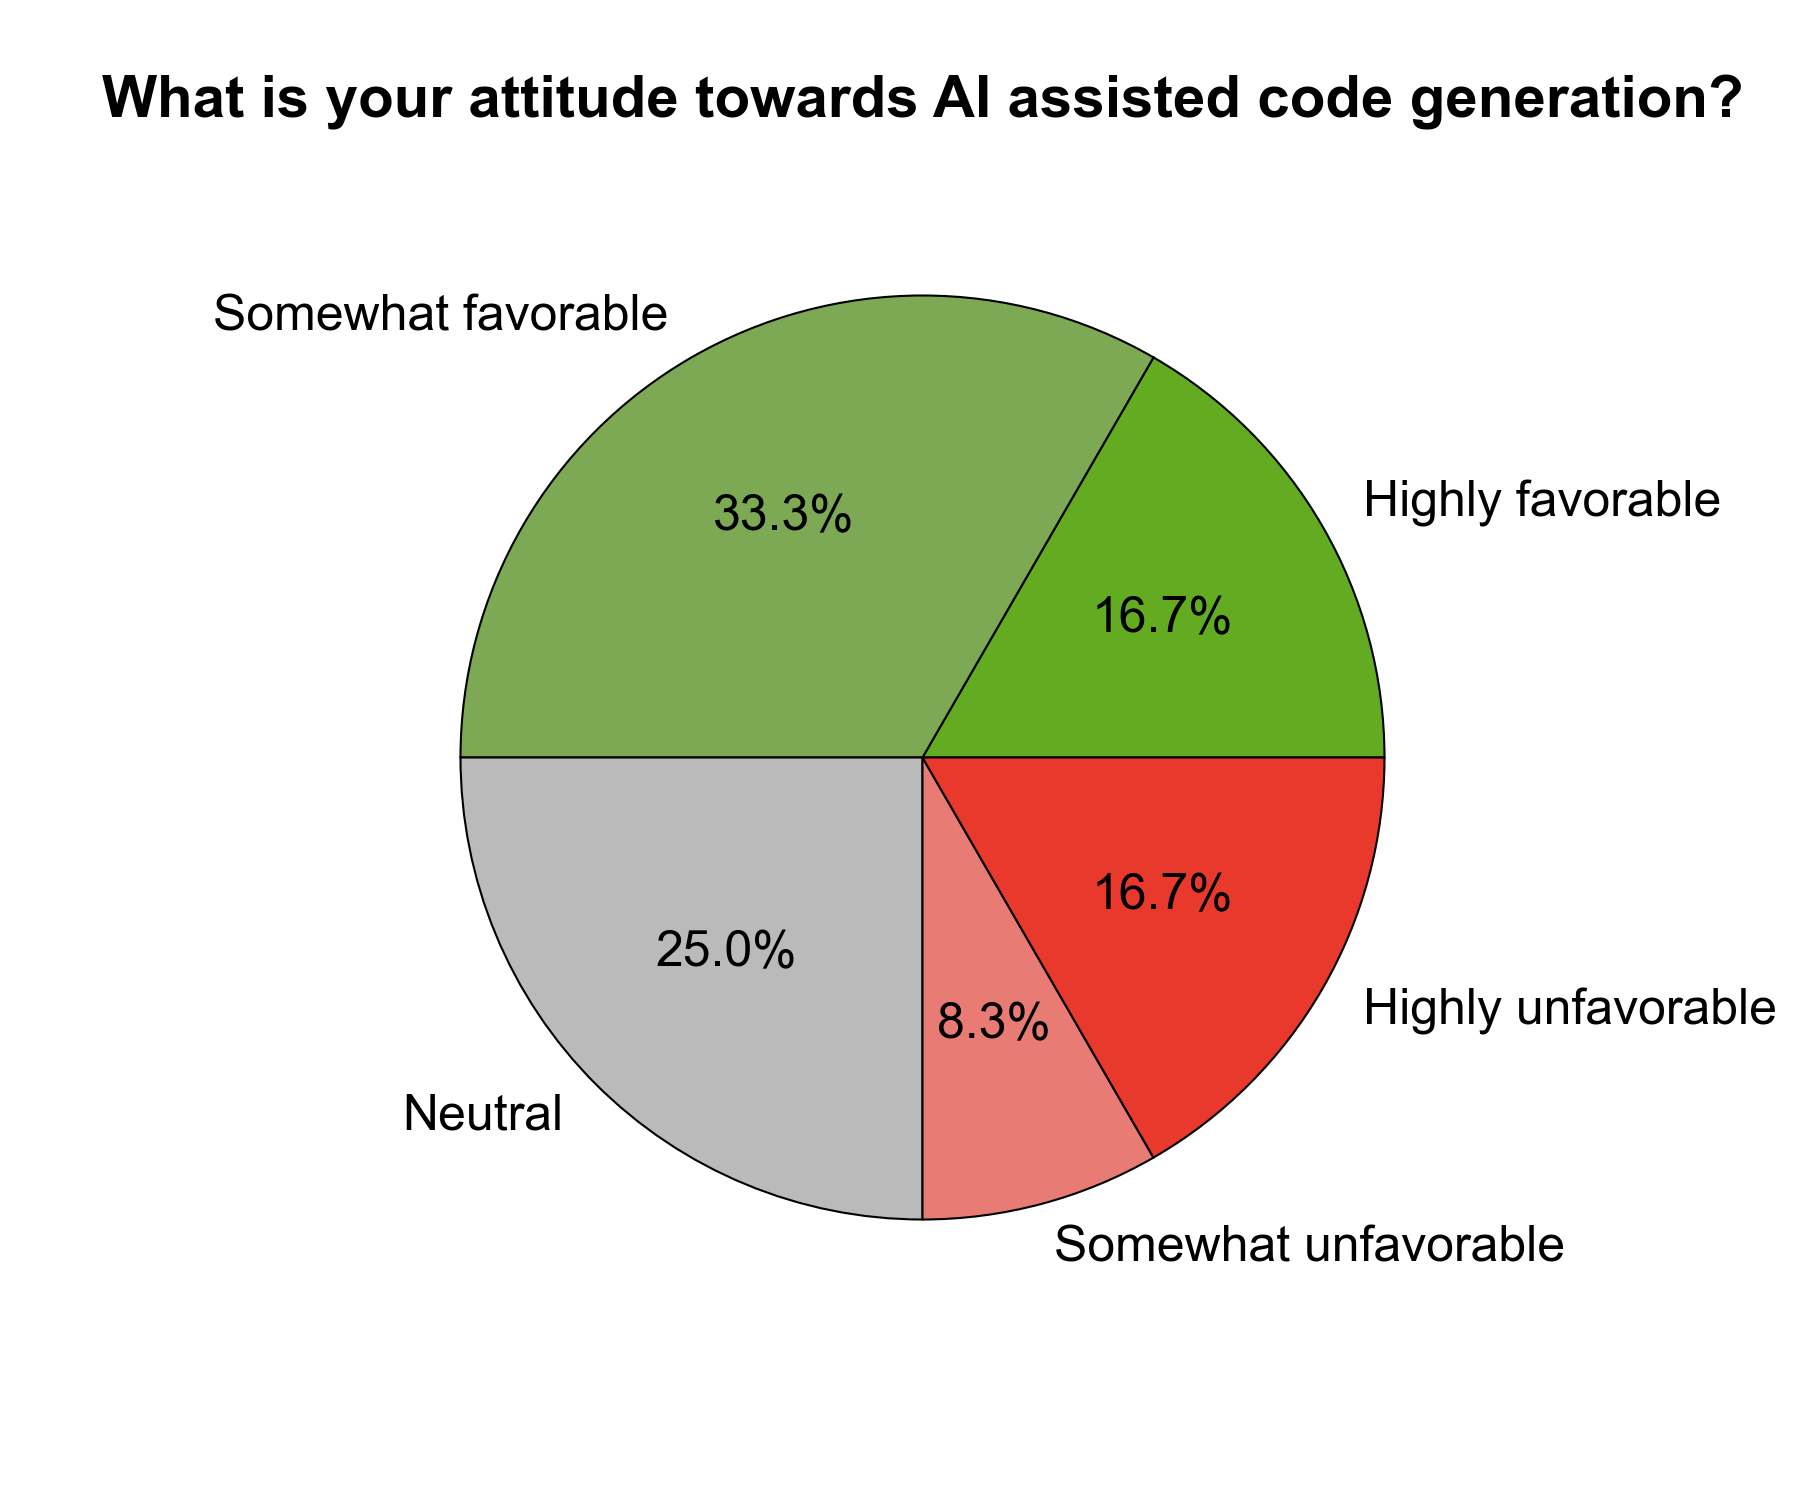 What is your attitude towards AI assisted code generation?
Somewhat favorable
Highly favorable
33.3%
16.7%
16.7%
25.0%
8.3%
Highly unfavorable
Neutral
Somewhat unfavorable